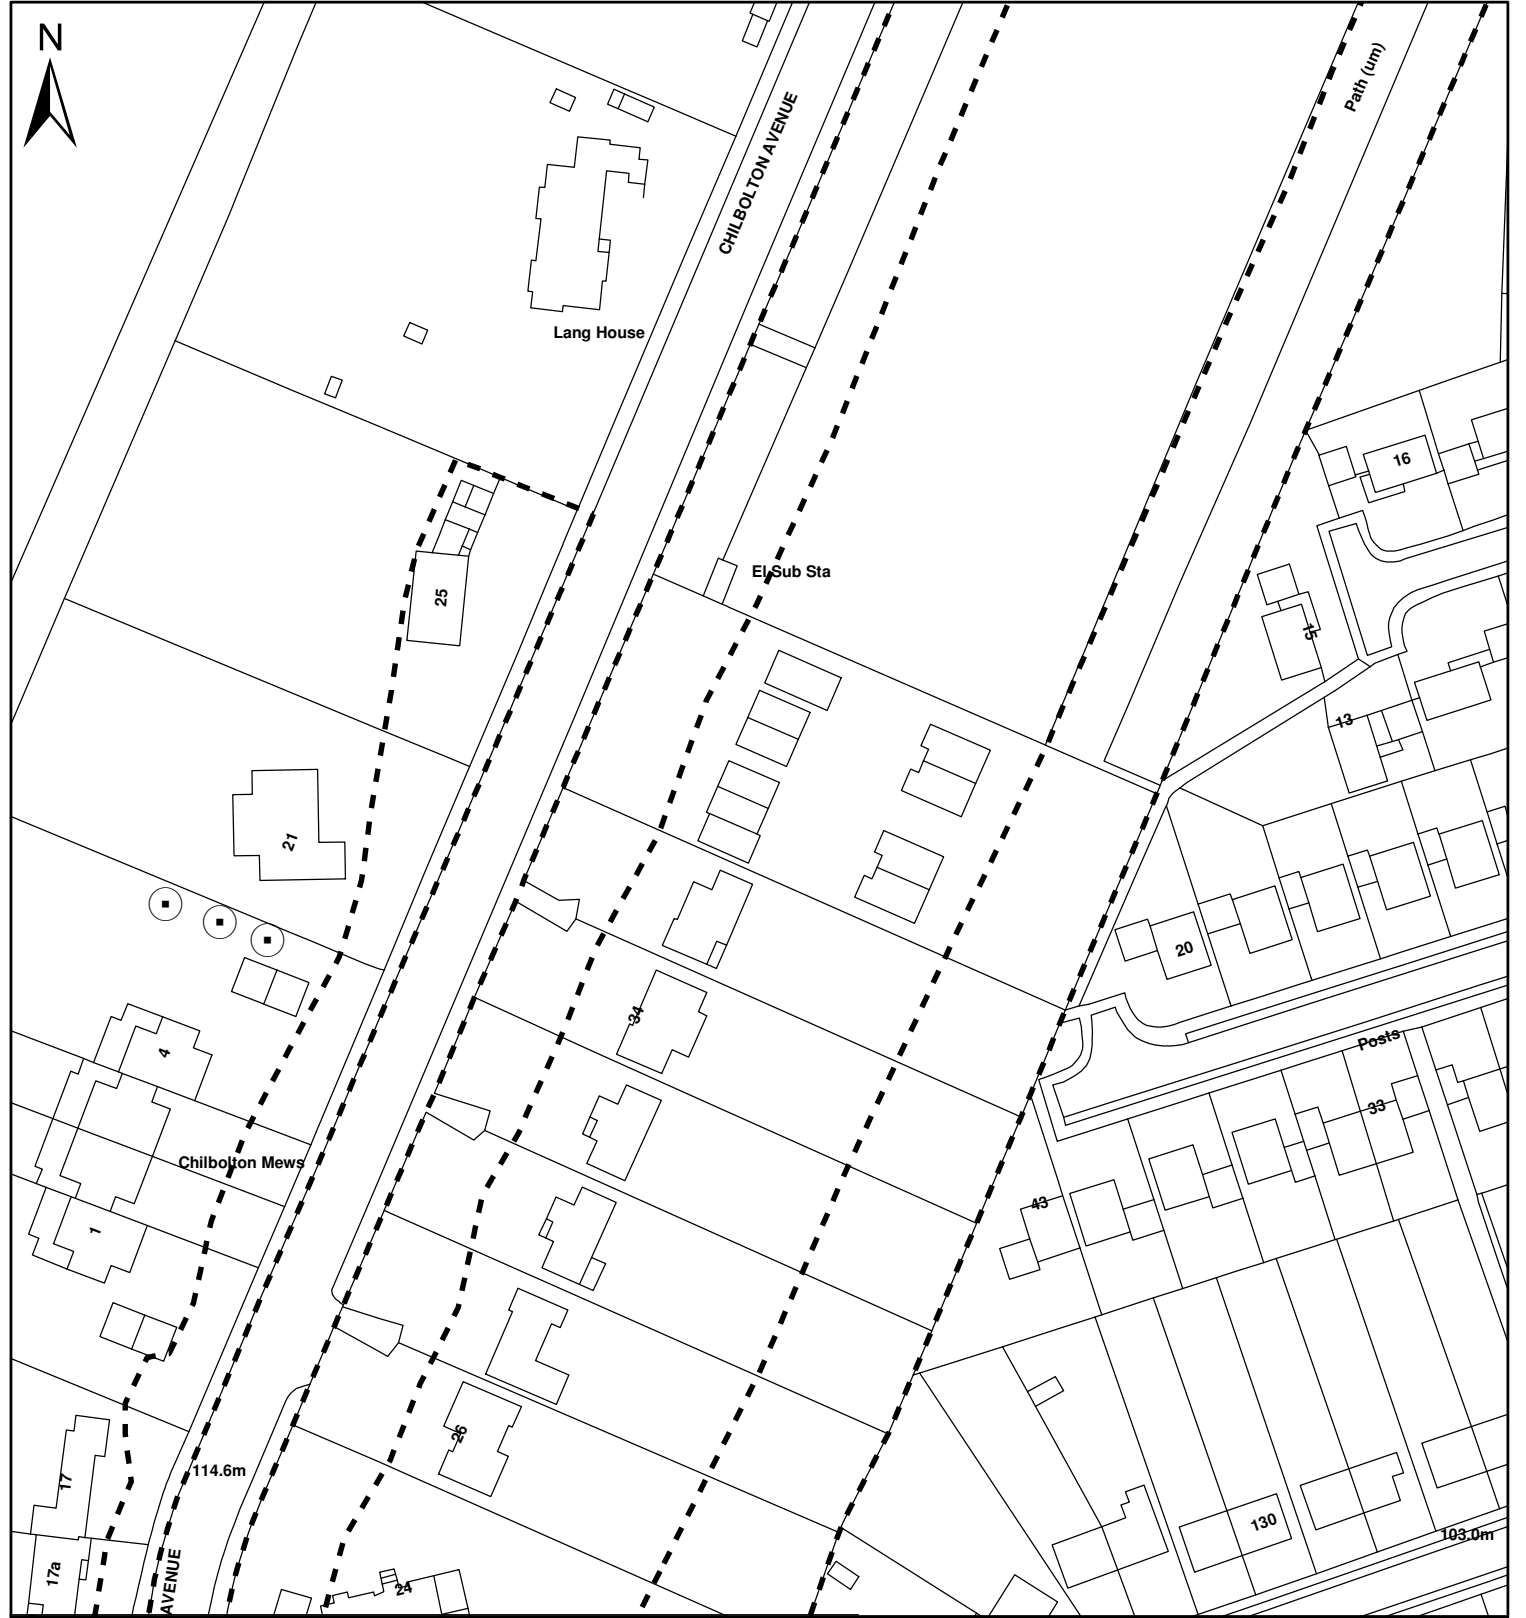 N
Path (um)
CHILBOLTON AVENUE
Lang House
16
El Sub Sta
25
15
13
21
20
34
Posts
4
33
Chilbolton Mews
43
1
26
114.6m
17
130
103.0m
17a
AVENUE
24